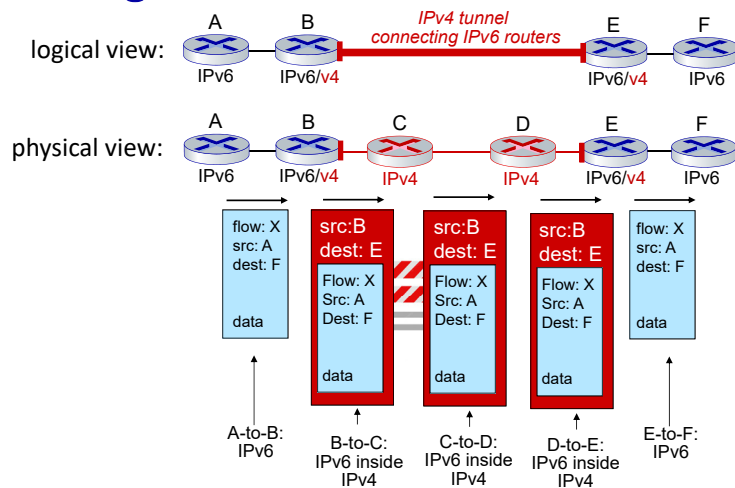 A
B
IPv4 tunnel
connecting IPv6 routers
E
F
logical view:
IPv6
IPv6/v4
IPv6/v4
IPv6
A
B
C
D
E
F
physical view:
IPv6
IPv6/v4
IPv4
IPv4
IPv6/v4
IPv6
flow: X
src: A
dest: F
data
src:B
dest: E
Flow: X
Src: A
Dest: F
data
src:B
dest: E
Flow: X
Src: A
Dest: F
data
src:B
dest: E
Flow: X
Src: A
Dest: F
data
flow: X
src: A
dest: F
data
A-to-B:
IPv6
B-to-C:
IPv6 inside
IPv4
C-to-D:
IPv6 inside
IPv4
D-to-E:
IPv6 inside
IPv4
E-to-F:
IPv6